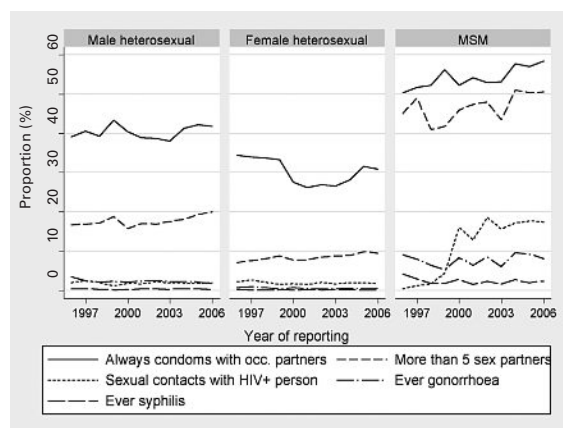 Male heterosexual
Female heterosexual
MSM
Proportion (%)
60
50
40
30
20
10
0
1997 2000 2003 2006
1997 2000 2003 2006
1997 2000 2003 2006
Year of reporting
Always condoms with occ. partners
More than 5 sex partners
Sexual contacts with HIV+ person
Ever gonorrhoea
Ever syphilis